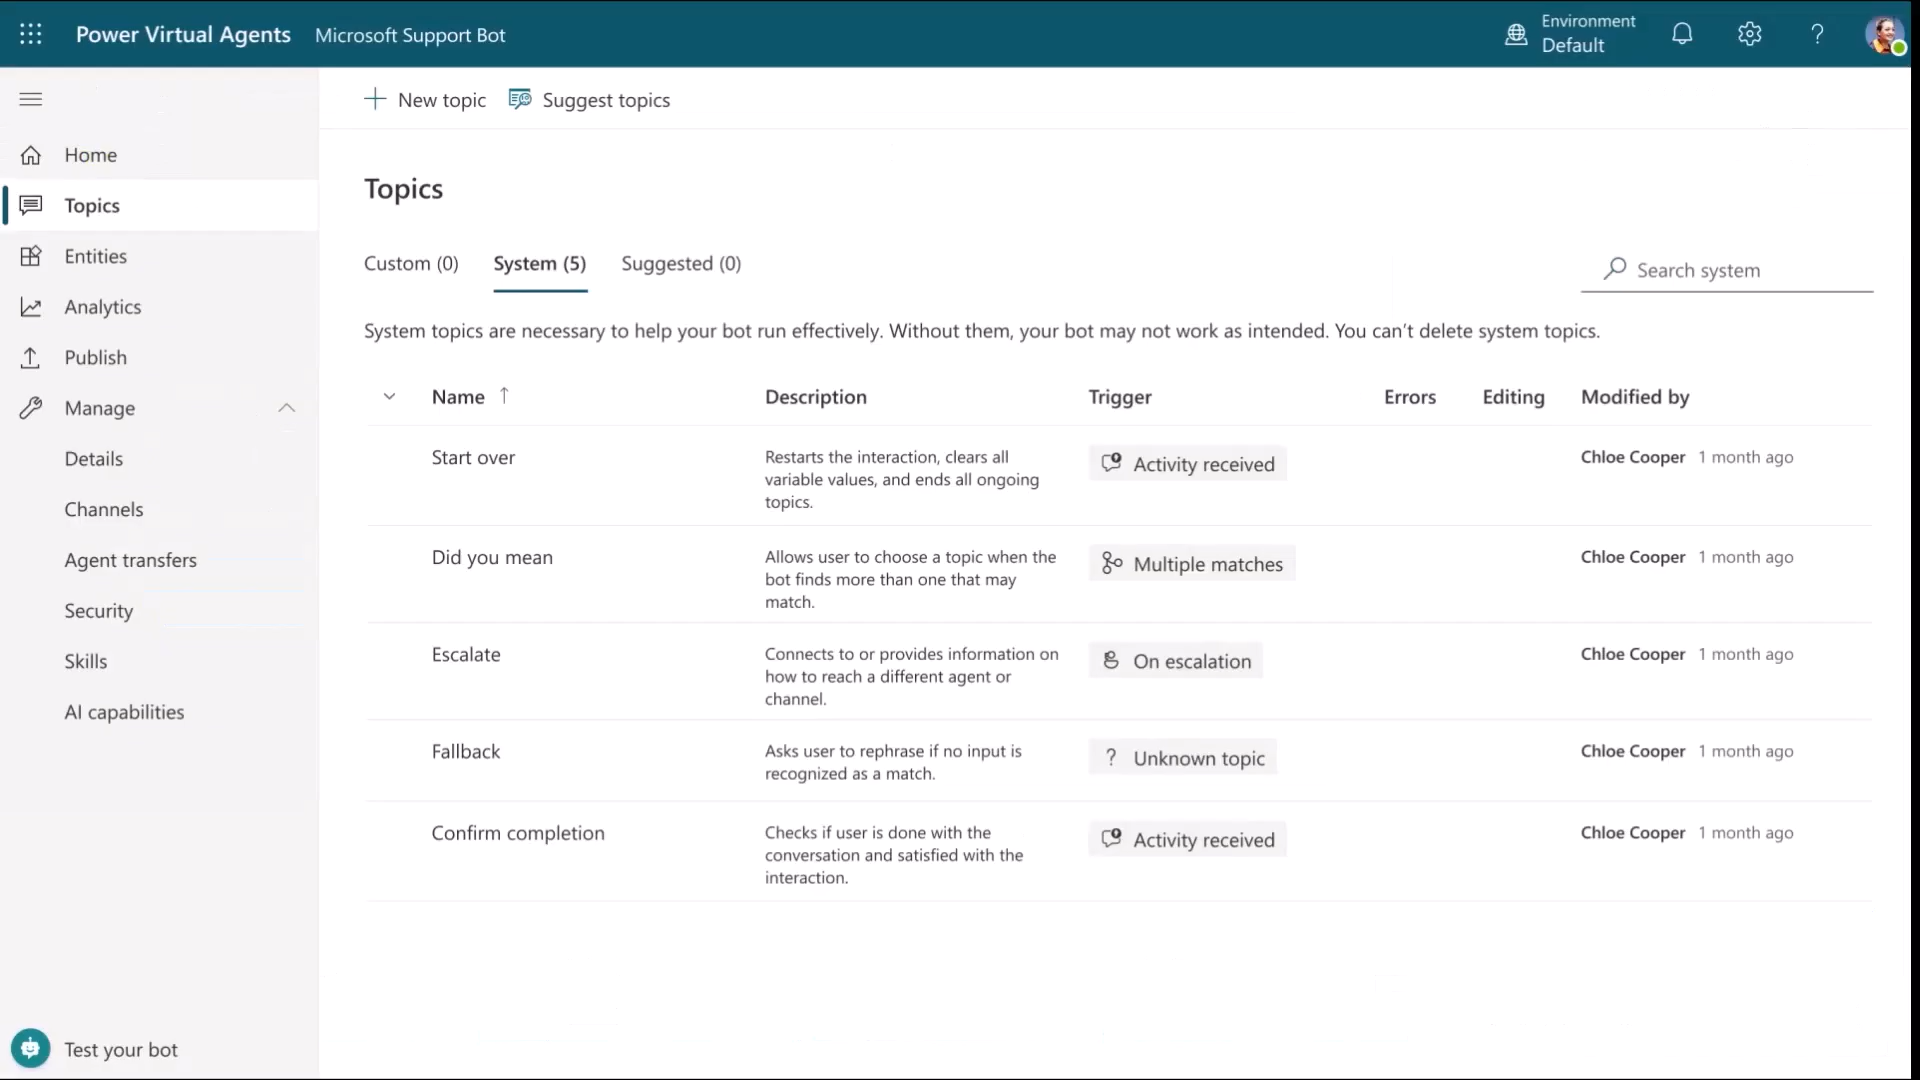 Power Virtual Agents
Microsoft Support Bot
Environment
Default
Home
Topics
Entities
Analytics
Publish
Manage
Details
Channels
Agent transfers
Security
Skills
AI capabilities
Test your bot
New topic
Suggest topics
Topics
Custom (0)
System (5)
Suggested (0)
Search system
System topics are necessary to help your bot run effectively. Without them, your bot may not work as intended. You can't delete system topics.
Name ↑
Description
Trigger
Errors
Editing
Modified by
Start over
Restarts the interaction, clears all
variable values, and ends all ongoing
topics.
Activity received
Chloe Cooper 1 month ago
Did you mean
Allows user to choose a topic when the
bot finds more than one that may
match.
Multiple matches
Chloe Cooper 1 month ago
Escalate
Connects to or provides information on
how to reach a different agent or
channel.
On escalation
Chloe Cooper 1 month ago
Fallback
Asks user to rephrase if no input is
recognized as a match.
? Unknown topic
Chloe Cooper 1 month ago
Confirm completion
Checks if user is done with the
conversation and satisfied with the
interaction.
Activity received
Chloe Cooper 1 month ago